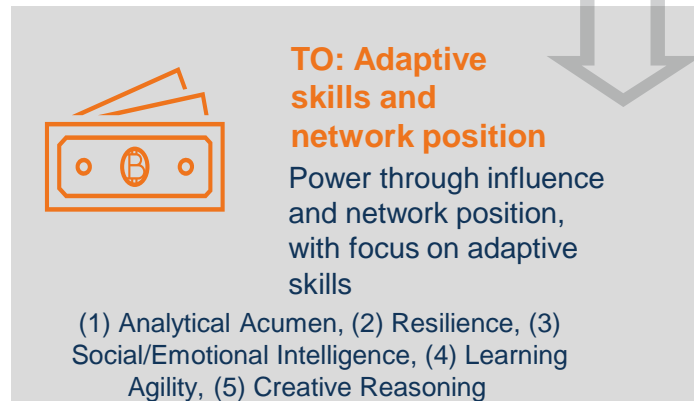 TO: Adaptive
skills and
network position
Power through influence
and network position,
with focus on adaptive
skills
(1) Analytical Acumen, (2) Resilience, (3)
Social/Emotional Intelligence, (4) Learning
Agility, (5) Creative Reasoning
B